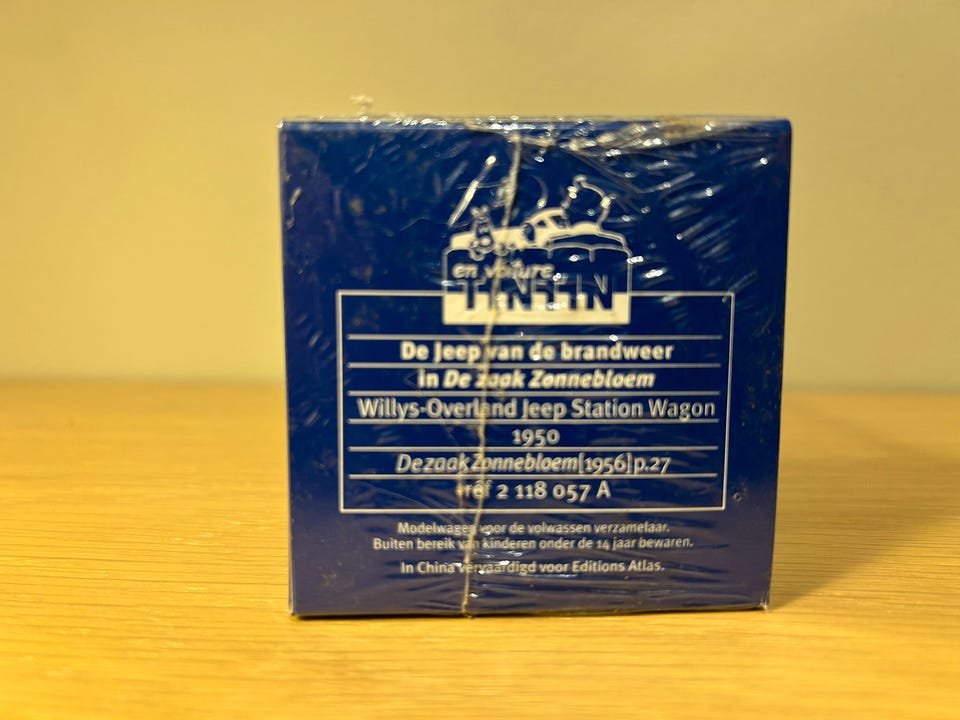 en voiture...
TINTIN
De Jeep van de brandweer
in De zaak Zonnebloem
Willys-Overland Jeep Station Wagon
1950
De zaak Zonnebloem[1956]p.27
réf 2 118 057 A
Modelwagen voor de volwassen verzamelaar.
Buiten bereik van kinderen onder de 14 jaar bewaren.
In China vervaardigd voor Editions Atlas.